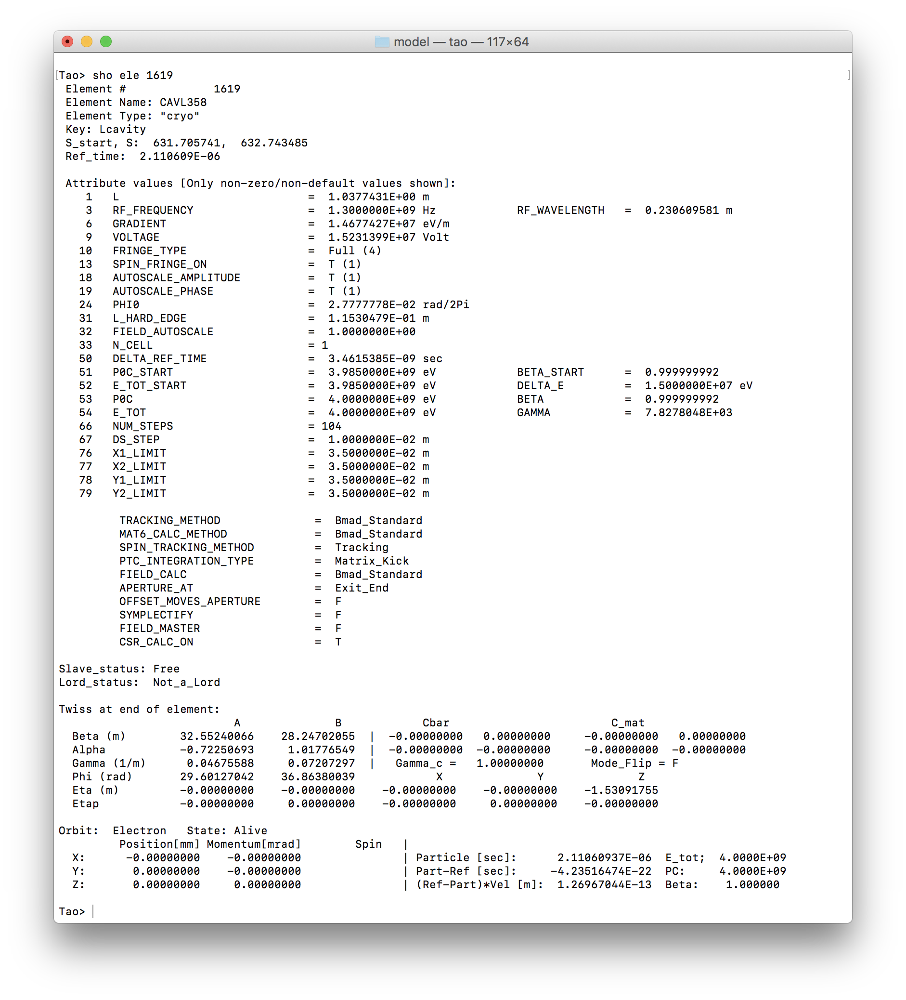 model — tao — 117×64
[Tao> sho ele 1619 ]
Element # 1619
Element Name: CAVL358
Element Type: "cryo"
Key: Lcavity
S_start, S: 631.705741, 632.743485
Ref_time: 2.110609E-06
Attribute values [Only non-zero/non-default values shown]:
1 L = 1.0377431E+00 m
3 RF_FREQUENCY = 1.3000000E+09 Hz RF_WAVELENGTH = 0.230609581 m
6 GRADIENT = 1.4677427E+07 eV/m
9 VOLTAGE = 1.5231399E+07 Volt
10 FRINGE_TYPE = Full (4)
13 SPIN_FRINGE_ON = T (1)
18 AUTOSCALE_AMPLITUDE = T (1)
19 AUTOSCALE_PHASE = T (1)
24 PHI0 = 2.7777778E-02 rad/2Pi
31 L_HARD_EDGE = 1.1530479E-01 m
32 FIELD_AUTOSCALE = 1.0000000E+00
33 N_CELL = 1
50 DELTA_REF_TIME = 3.4615385E-09 sec
51 P0C_START = 3.9850000E+09 eV BETA_START = 0.999999992
52 E_TOT_START = 3.9850000E+09 eV DELTA_E = 1.5000000E+07 eV
53 P0C = 4.0000000E+09 eV BETA = 0.999999992
54 E_TOT = 4.0000000E+09 eV GAMMA = 7.8278048E+03
66 NUM_STEPS = 104
67 DS_STEP = 1.0000000E-02 m
76 X1_LIMIT = 3.5000000E-02 m
77 X2_LIMIT = 3.5000000E-02 m
78 Y1_LIMIT = 3.5000000E-02 m
79 Y2_LIMIT = 3.5000000E-02 m
TRACKING_METHOD = Bmad_Standard
MAT6_CALC_METHOD = Bmad_Standard
SPIN_TRACKING_METHOD = Tracking
PTC_INTEGRATION_TYPE = Matrix_Kick
FIELD_CALC = Bmad_Standard
APERTURE_AT = Exit_End
OFFSET_MOVES_APERTURE = F
SYMPLECTIFY = F
FIELD_MASTER = F
CSR_CALC_ON = T
Slave_status: Free
Lord_status: Not_a_Lord
Twiss at end of element:
A B Cbar C_mat
Beta (m) 32.55240066 28.24702055 | -0.00000000 0.00000000 -0.00000000 0.00000000
Alpha -0.72250693 1.01776549 | -0.00000000 -0.00000000 -0.00000000 -0.00000000
Gamma (1/m) 0.04675588 0.07207297 | Gamma_c = 1.00000000 Mode_Flip = F
Phi (rad) 29.60127042 36.86380039 X Y Z
Eta (m) -0.00000000 -0.00000000 -0.00000000 -0.00000000 -1.53091755
Etap -0.00000000 0.00000000 -0.00000000 0.00000000 -0.00000000
Orbit: Electron State: Alive
Position[mm] Momentum[mrad] Spin |
X: -0.00000000 -0.00000000 | Particle [sec]: 2.11060937E-06 E_tot; 4.0000E+09
Y: 0.00000000 -0.00000000 | Part-Ref [sec]: -4.23516474E-22 PC: 4.0000E+09
Z: 0.00000000 0.00000000 | (Ref-Part)*Vel [m]: 1.26967044E-13 Beta: 1.000000
Tao>